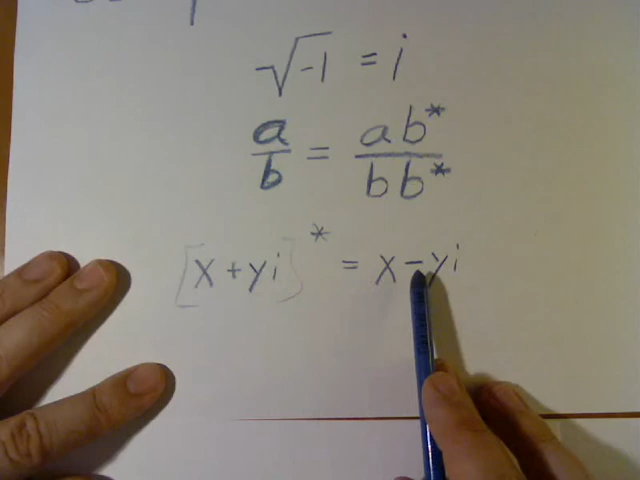 √-1 = i
a/b = ab*/bb*
[x + yi]* = x - yi